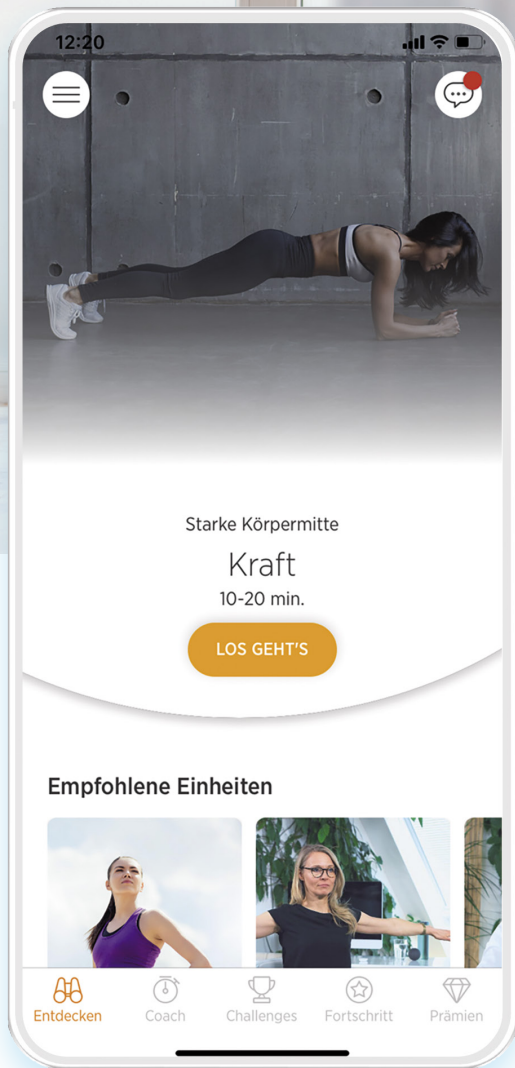 12:20
Starke Körpermitte
Kraft
10-20 min.
LOS GEHT'S
Empfohlene Einheiten
Entdecken
Coach
Challenges
Fortschritt
Prämien